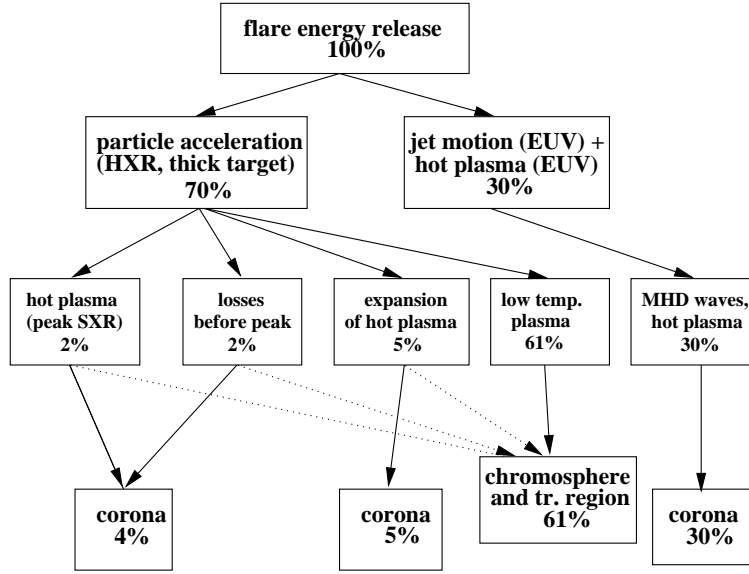 flare energy release
100%
particle acceleration
(HXR, thick target)
70%
jet motion (EUV) +
hot plasma (EUV)
30%
hot plasma
(peak SXR)
2%
losses
before peak
2%
expansion
of hot plasma
5%
low temp.
plasma
61%
MHD waves,
hot plasma
30%
corona
4%
corona
5%
chromosphere
and tr. region
61%
corona
30%